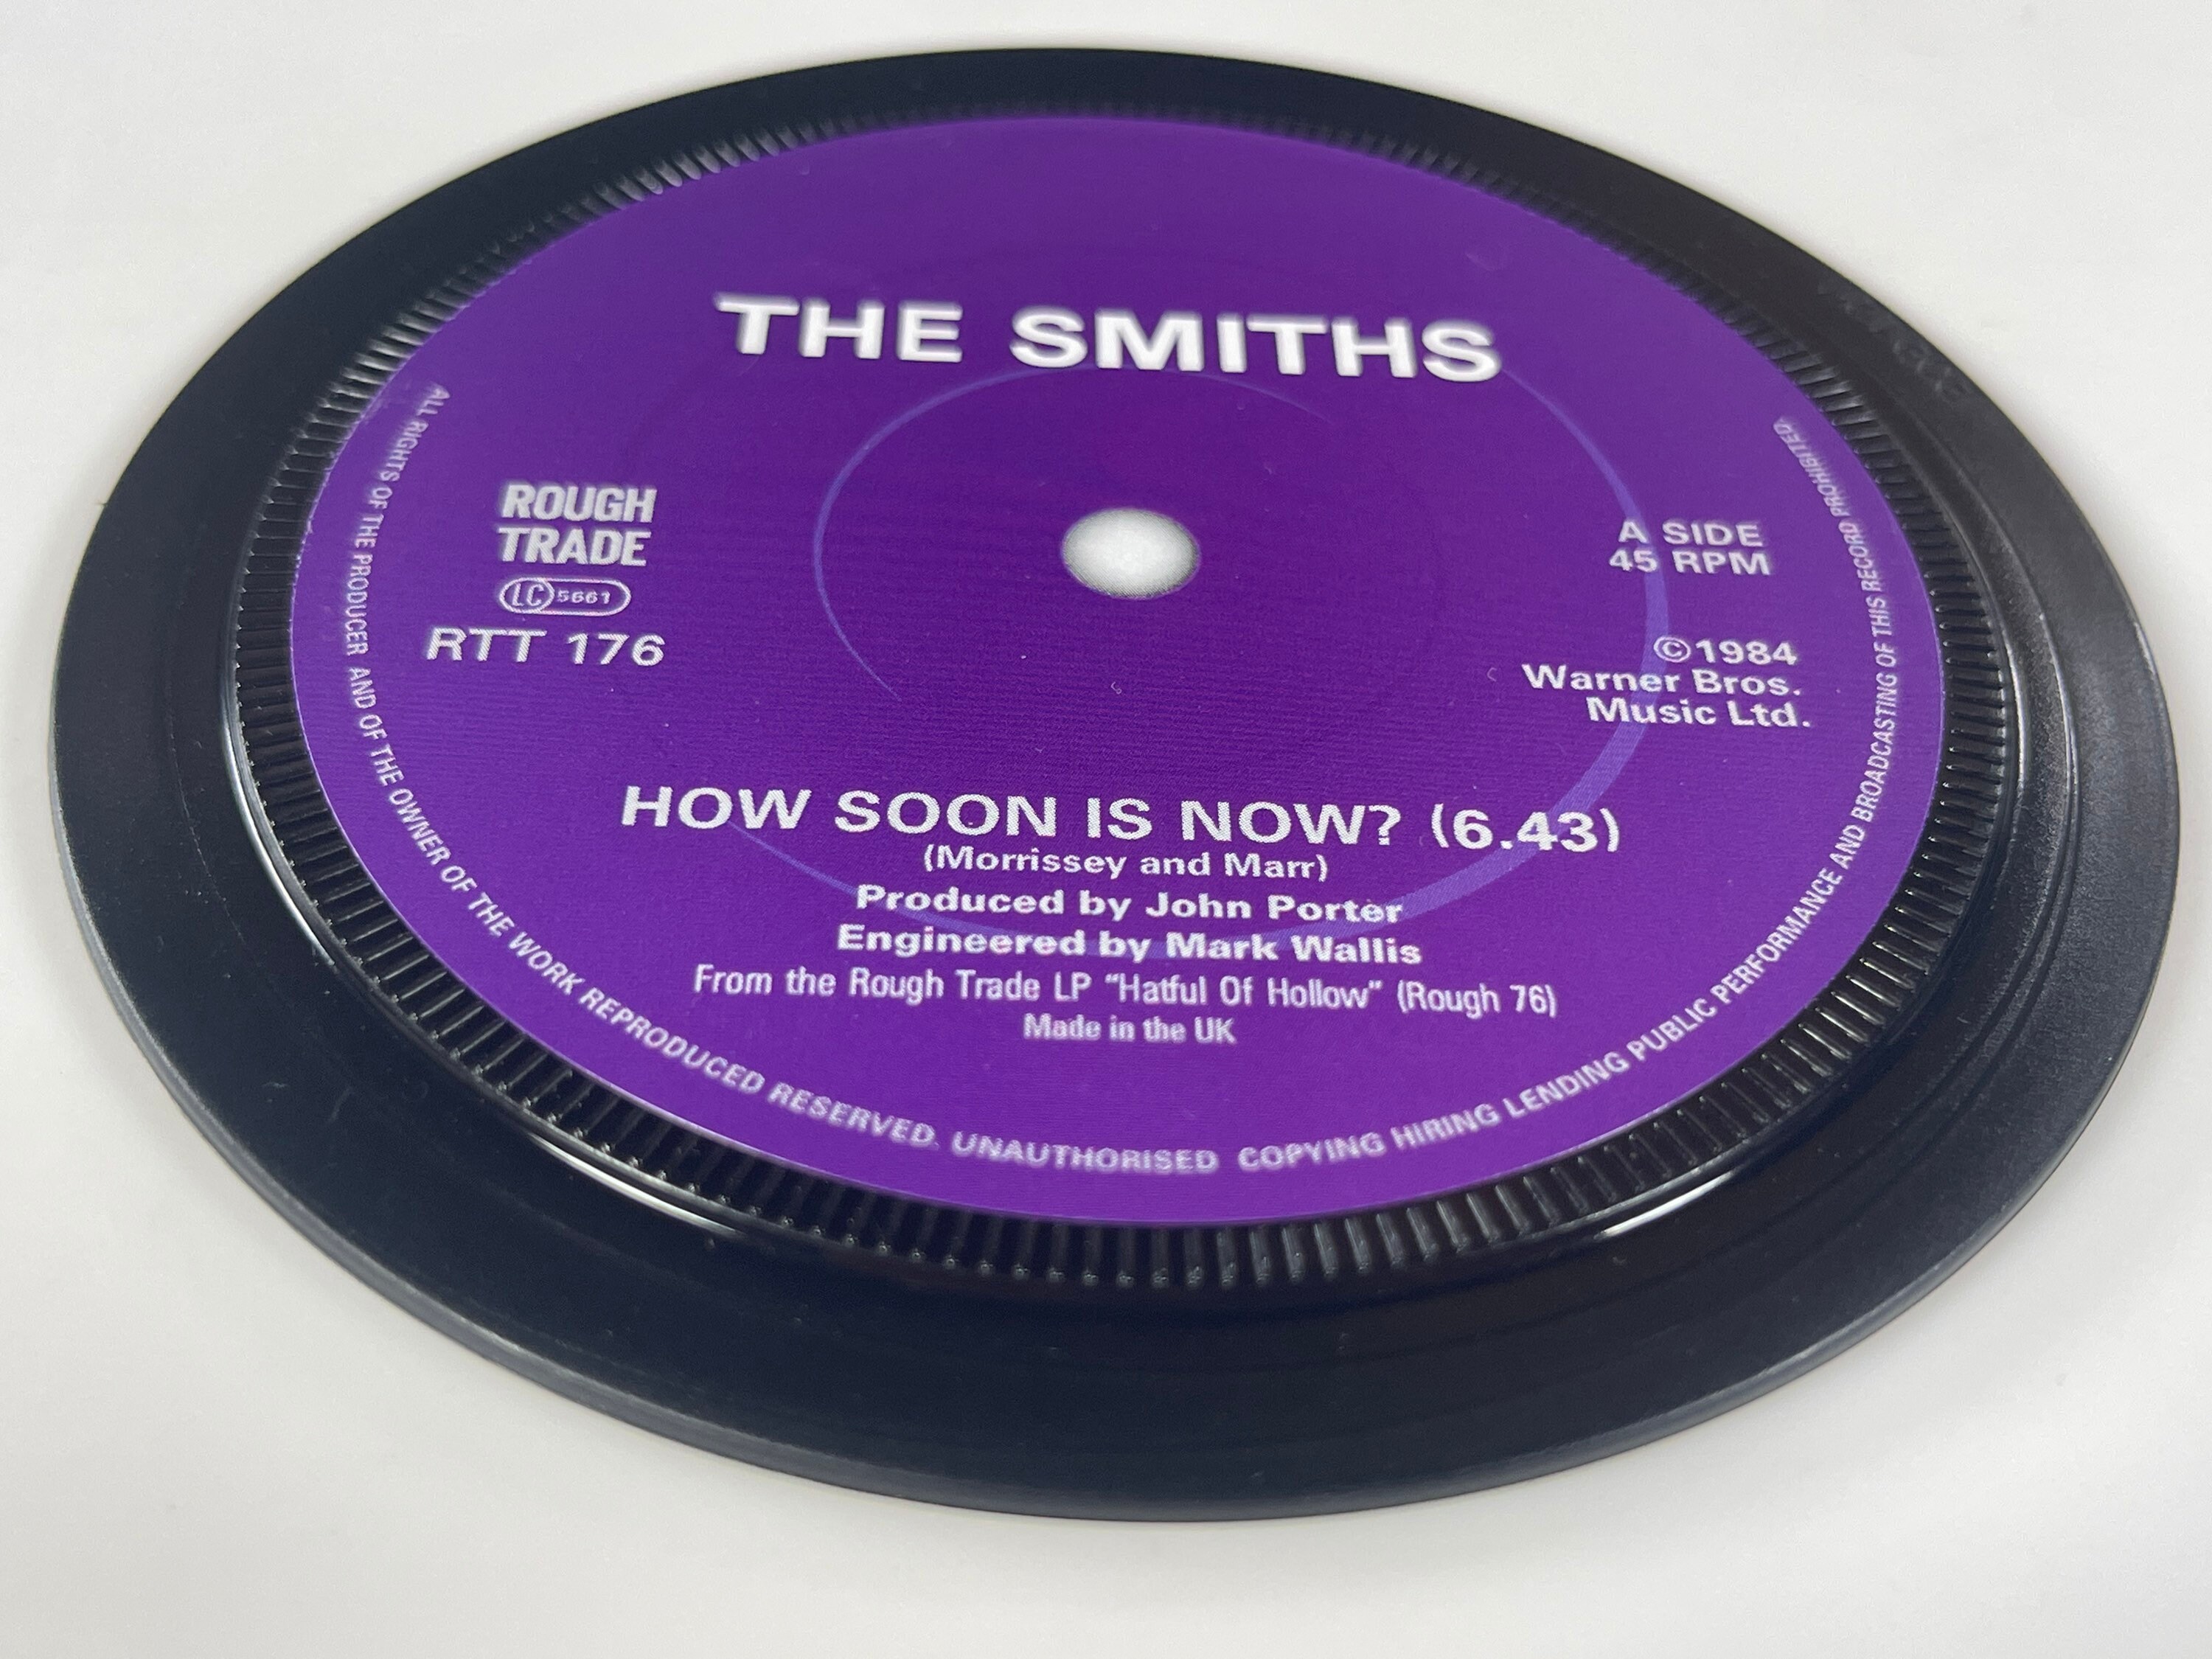 THE SMITHS
ROUGH
TRADE
LC 5661
RTT 176
A SIDE
45 RPM
©1984
Warner Bros.
Music Ltd.
HOW SOON IS NOW? (6.43)
(Morrissey and Marr)
Produced by John Porter
Engineered by Mark Wallis
From the Rough Trade LP "Hatful Of Hollow" (Rough 76)
Made in the UK
ALL RIGHTS OF THE PRODUCER AND OF THE OWNER OF THE WORK REPRODUCED RESERVED. UNAUTHORISED COPYING HIRING LENDING PUBLIC PERFORMANCE AND BROADCASTING OF THIS RECORD PROHIBITED.